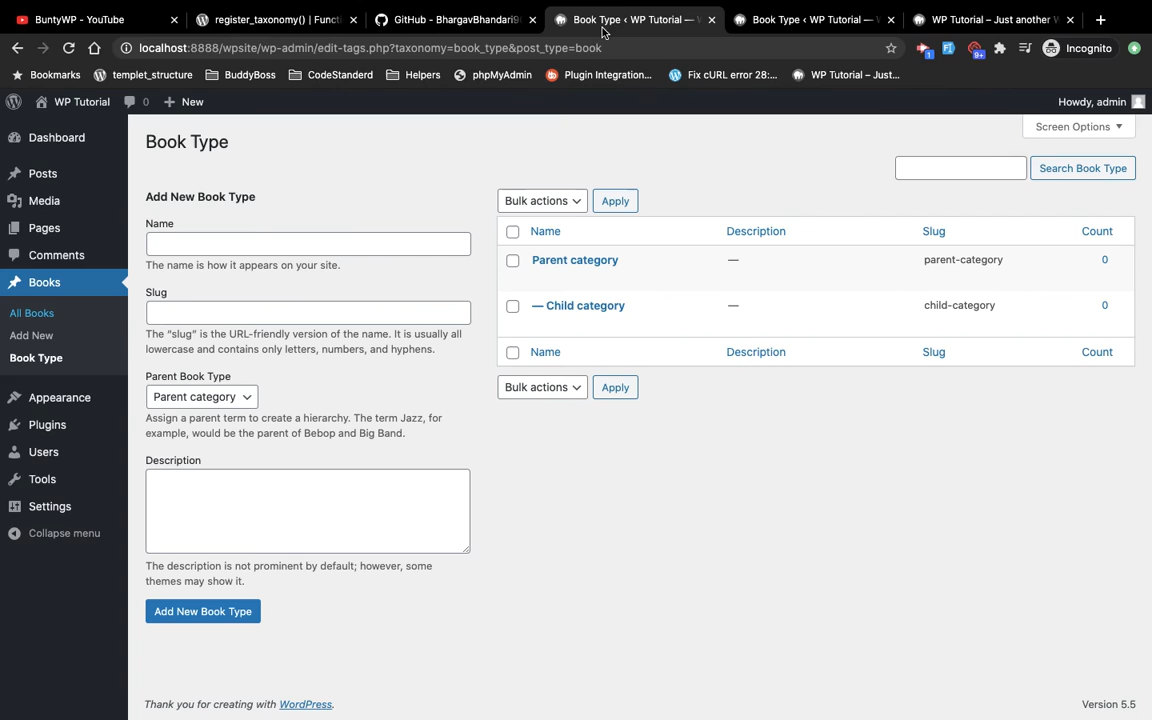 BuntyWP - YouTube
register_taxonomy() | Functi
GitHub - BhargavBhandari9
Book Type ‹ WP Tutorial —
Book Type ‹ WP Tutorial — W
WP Tutorial – Just another W
localhost:8888/wpsite/wp-admin/edit-tags.php?taxonomy=book_type&post_type=book
1
9+
Incognito
Bookmarks
templet_structure
BuddyBoss
CodeStanderd
Helpers
phpMyAdmin
Plugin Integration...
Fix cURL error 28:...
WP Tutorial – Just...
WP Tutorial
0
New
Howdy, admin
Screen Options
Dashboard
Posts
Media
Pages
Comments
Books
All Books
Add New
Book Type
Appearance
Plugins
Users
Tools
Settings
Collapse menu
Book Type
Search Book Type
Add New Book Type
Name
The name is how it appears on your site.
Slug
The “slug” is the URL-friendly version of the name. It is usually all
lowercase and contains only letters, numbers, and hyphens.
Parent Book Type
Parent category
Assign a parent term to create a hierarchy. The term Jazz, for
example, would be the parent of Bebop and Big Band.
Description
The description is not prominent by default; however, some
themes may show it.
Add New Book Type
Bulk actions
Apply
Name Description Slug Count
Parent category — parent-category 0
— Child category — child-category 0
Name Description Slug Count
Bulk actions
Apply
Thank you for creating with WordPress.
Version 5.5